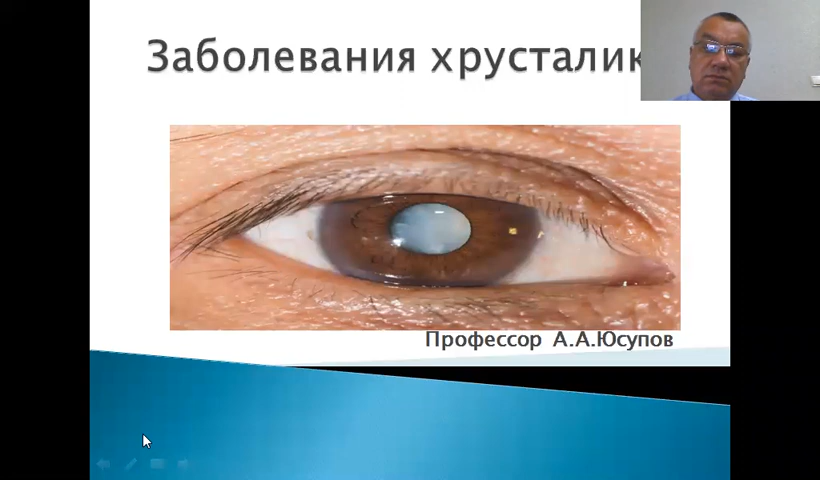 Заболевания хрусталик
Профессор А.А.Юсупов